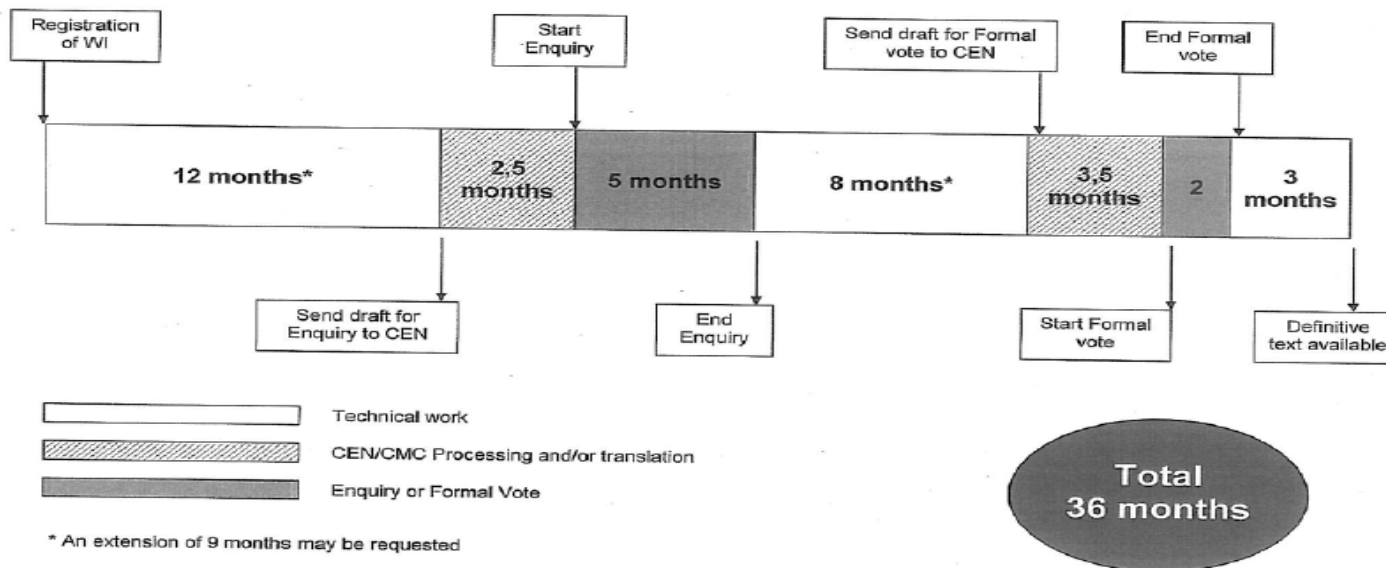 Registration
of WI
Start
Enquiry
Send draft for Formal
vote to CEN
End Formal
vote
12 months*
2,5
months
5 months
8 months*
3,5
months
2
3
months
Send draft for
Enquiry to CEN
End
Enquiry
Start Formal
vote
Definitive
text available
Technical work
CEN/CMC Processing and/or translation
Enquiry or Formal Vote
* An extension of 9 months may be requested
Total
36 months